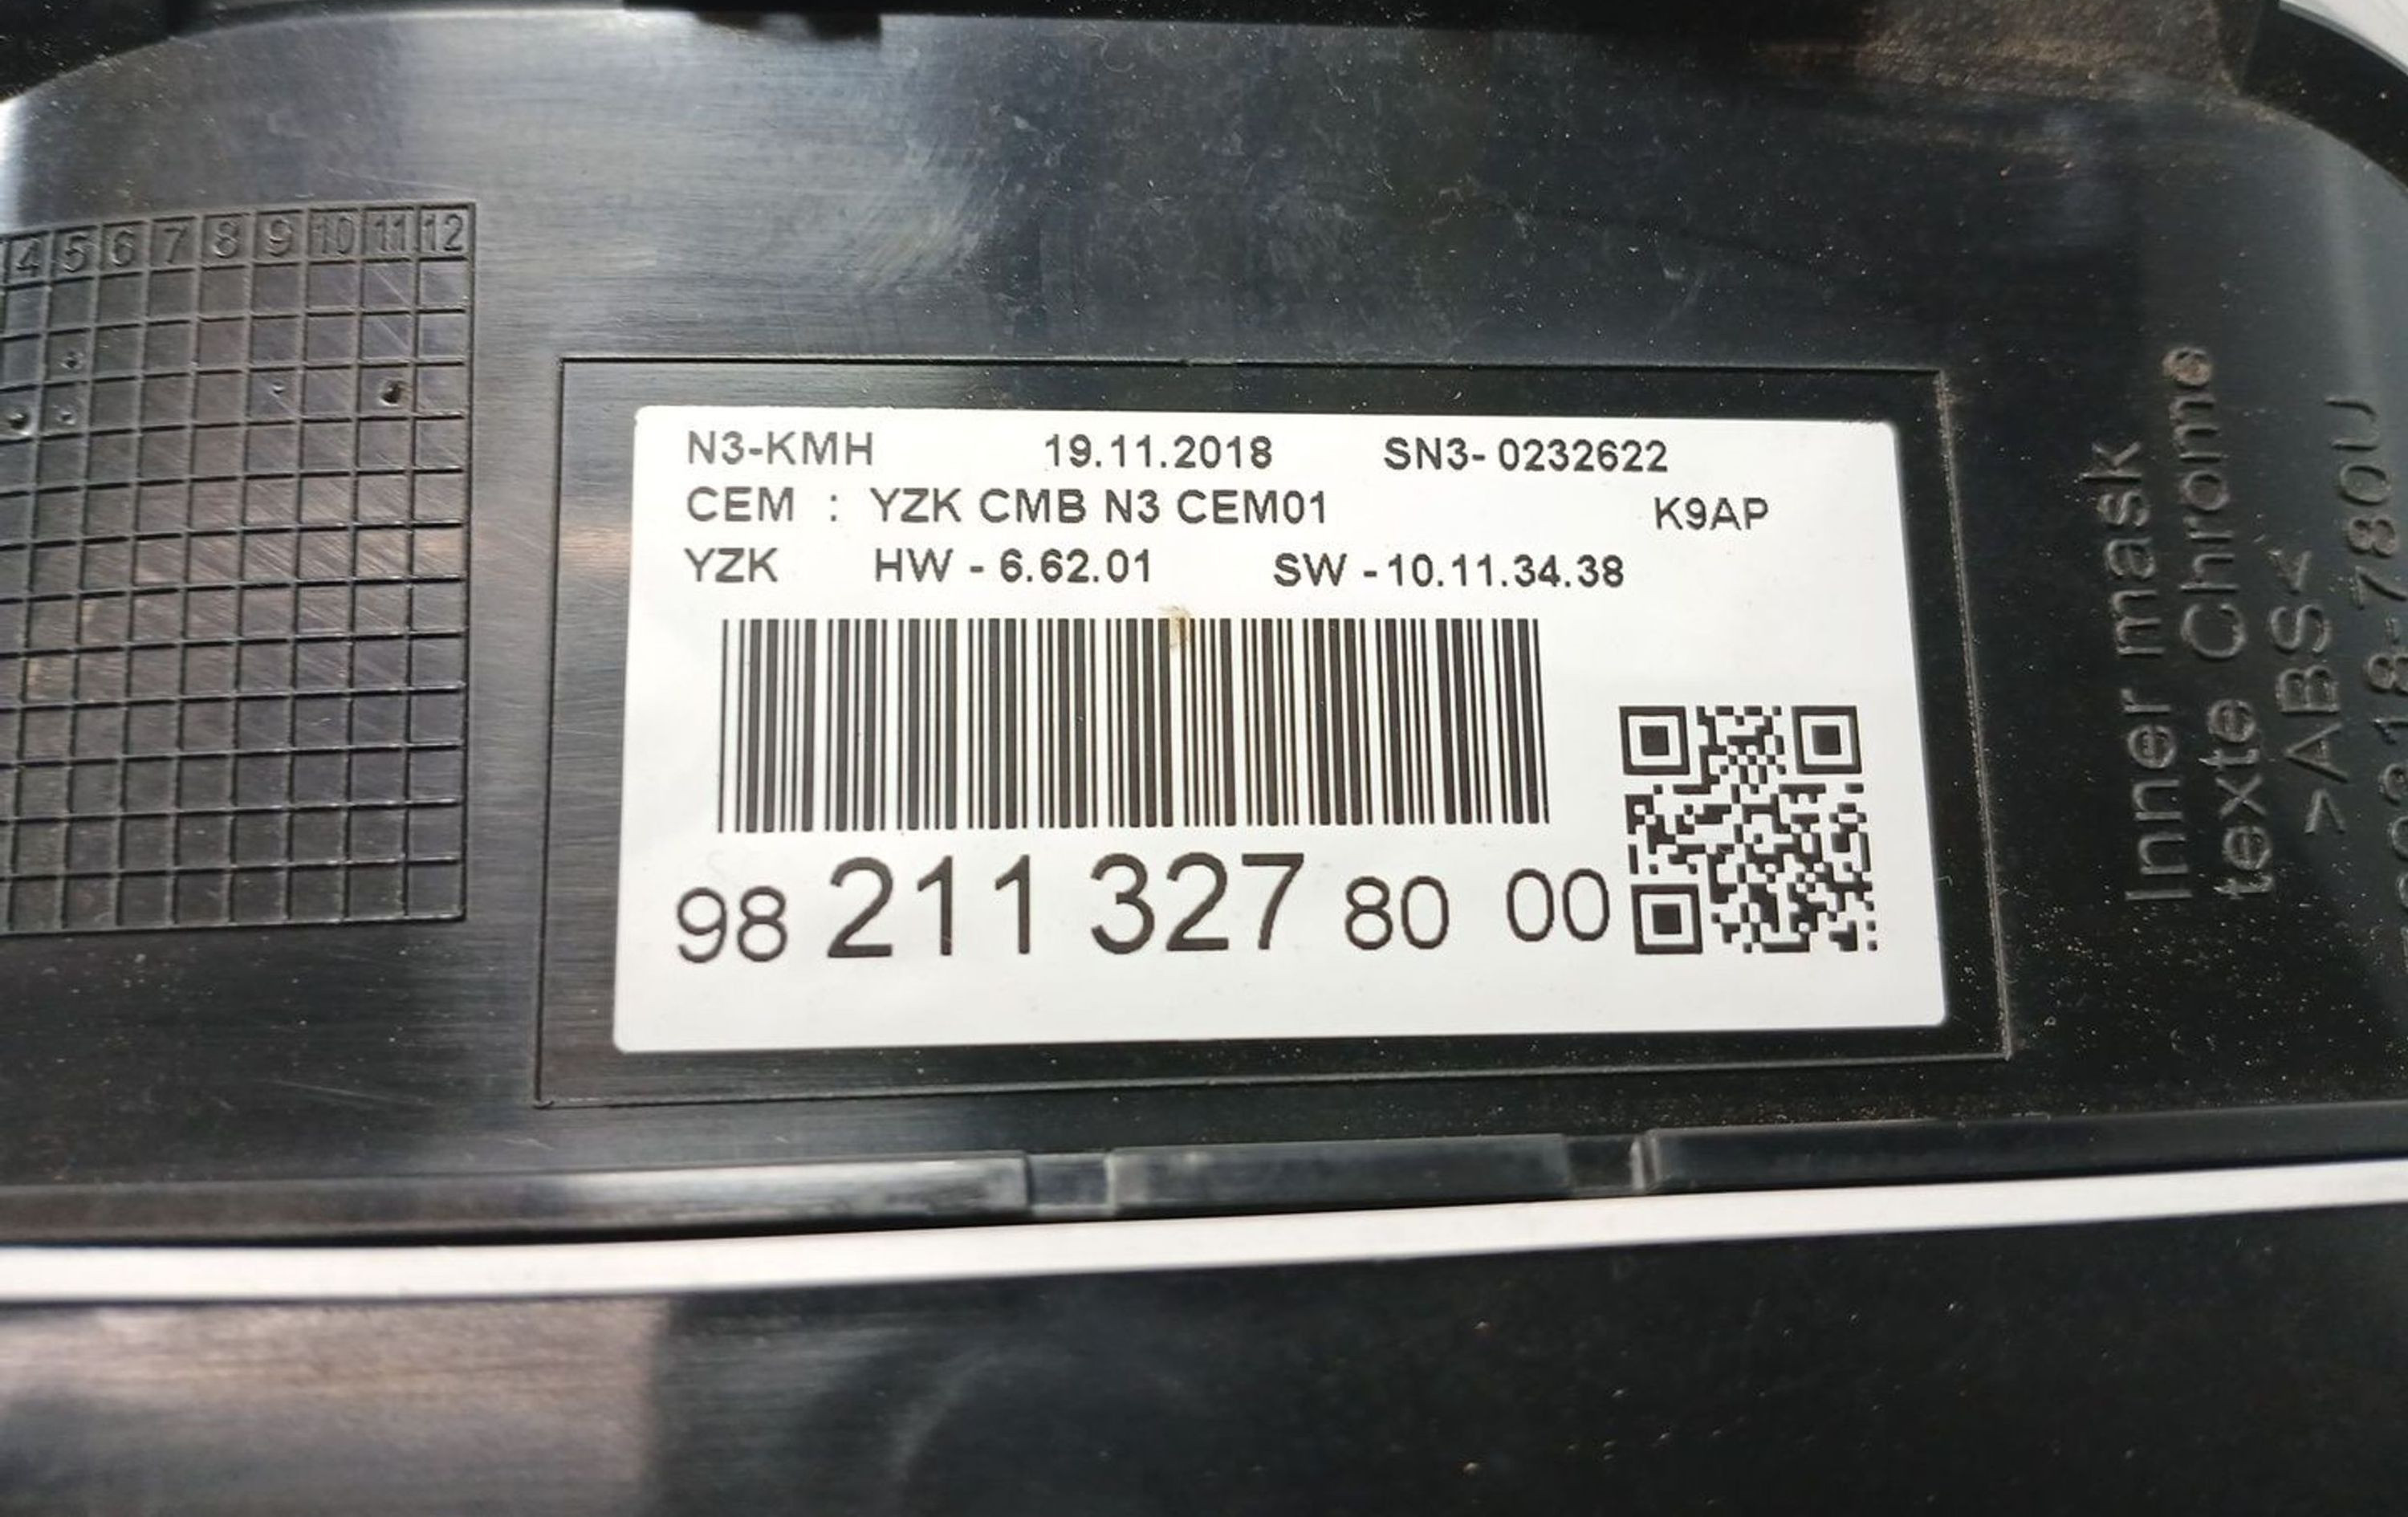 4 5 6 7 8 9 10 11 12
N3-KMH 19.11.2018 SN3- 0232622
CEM : YZK CMB N3 CEM01 K9AP
YZK HW - 6.62.01 SW -10.11.34.38
98 211 327 80 00
Inner mask
texte Chrome
>ABS<